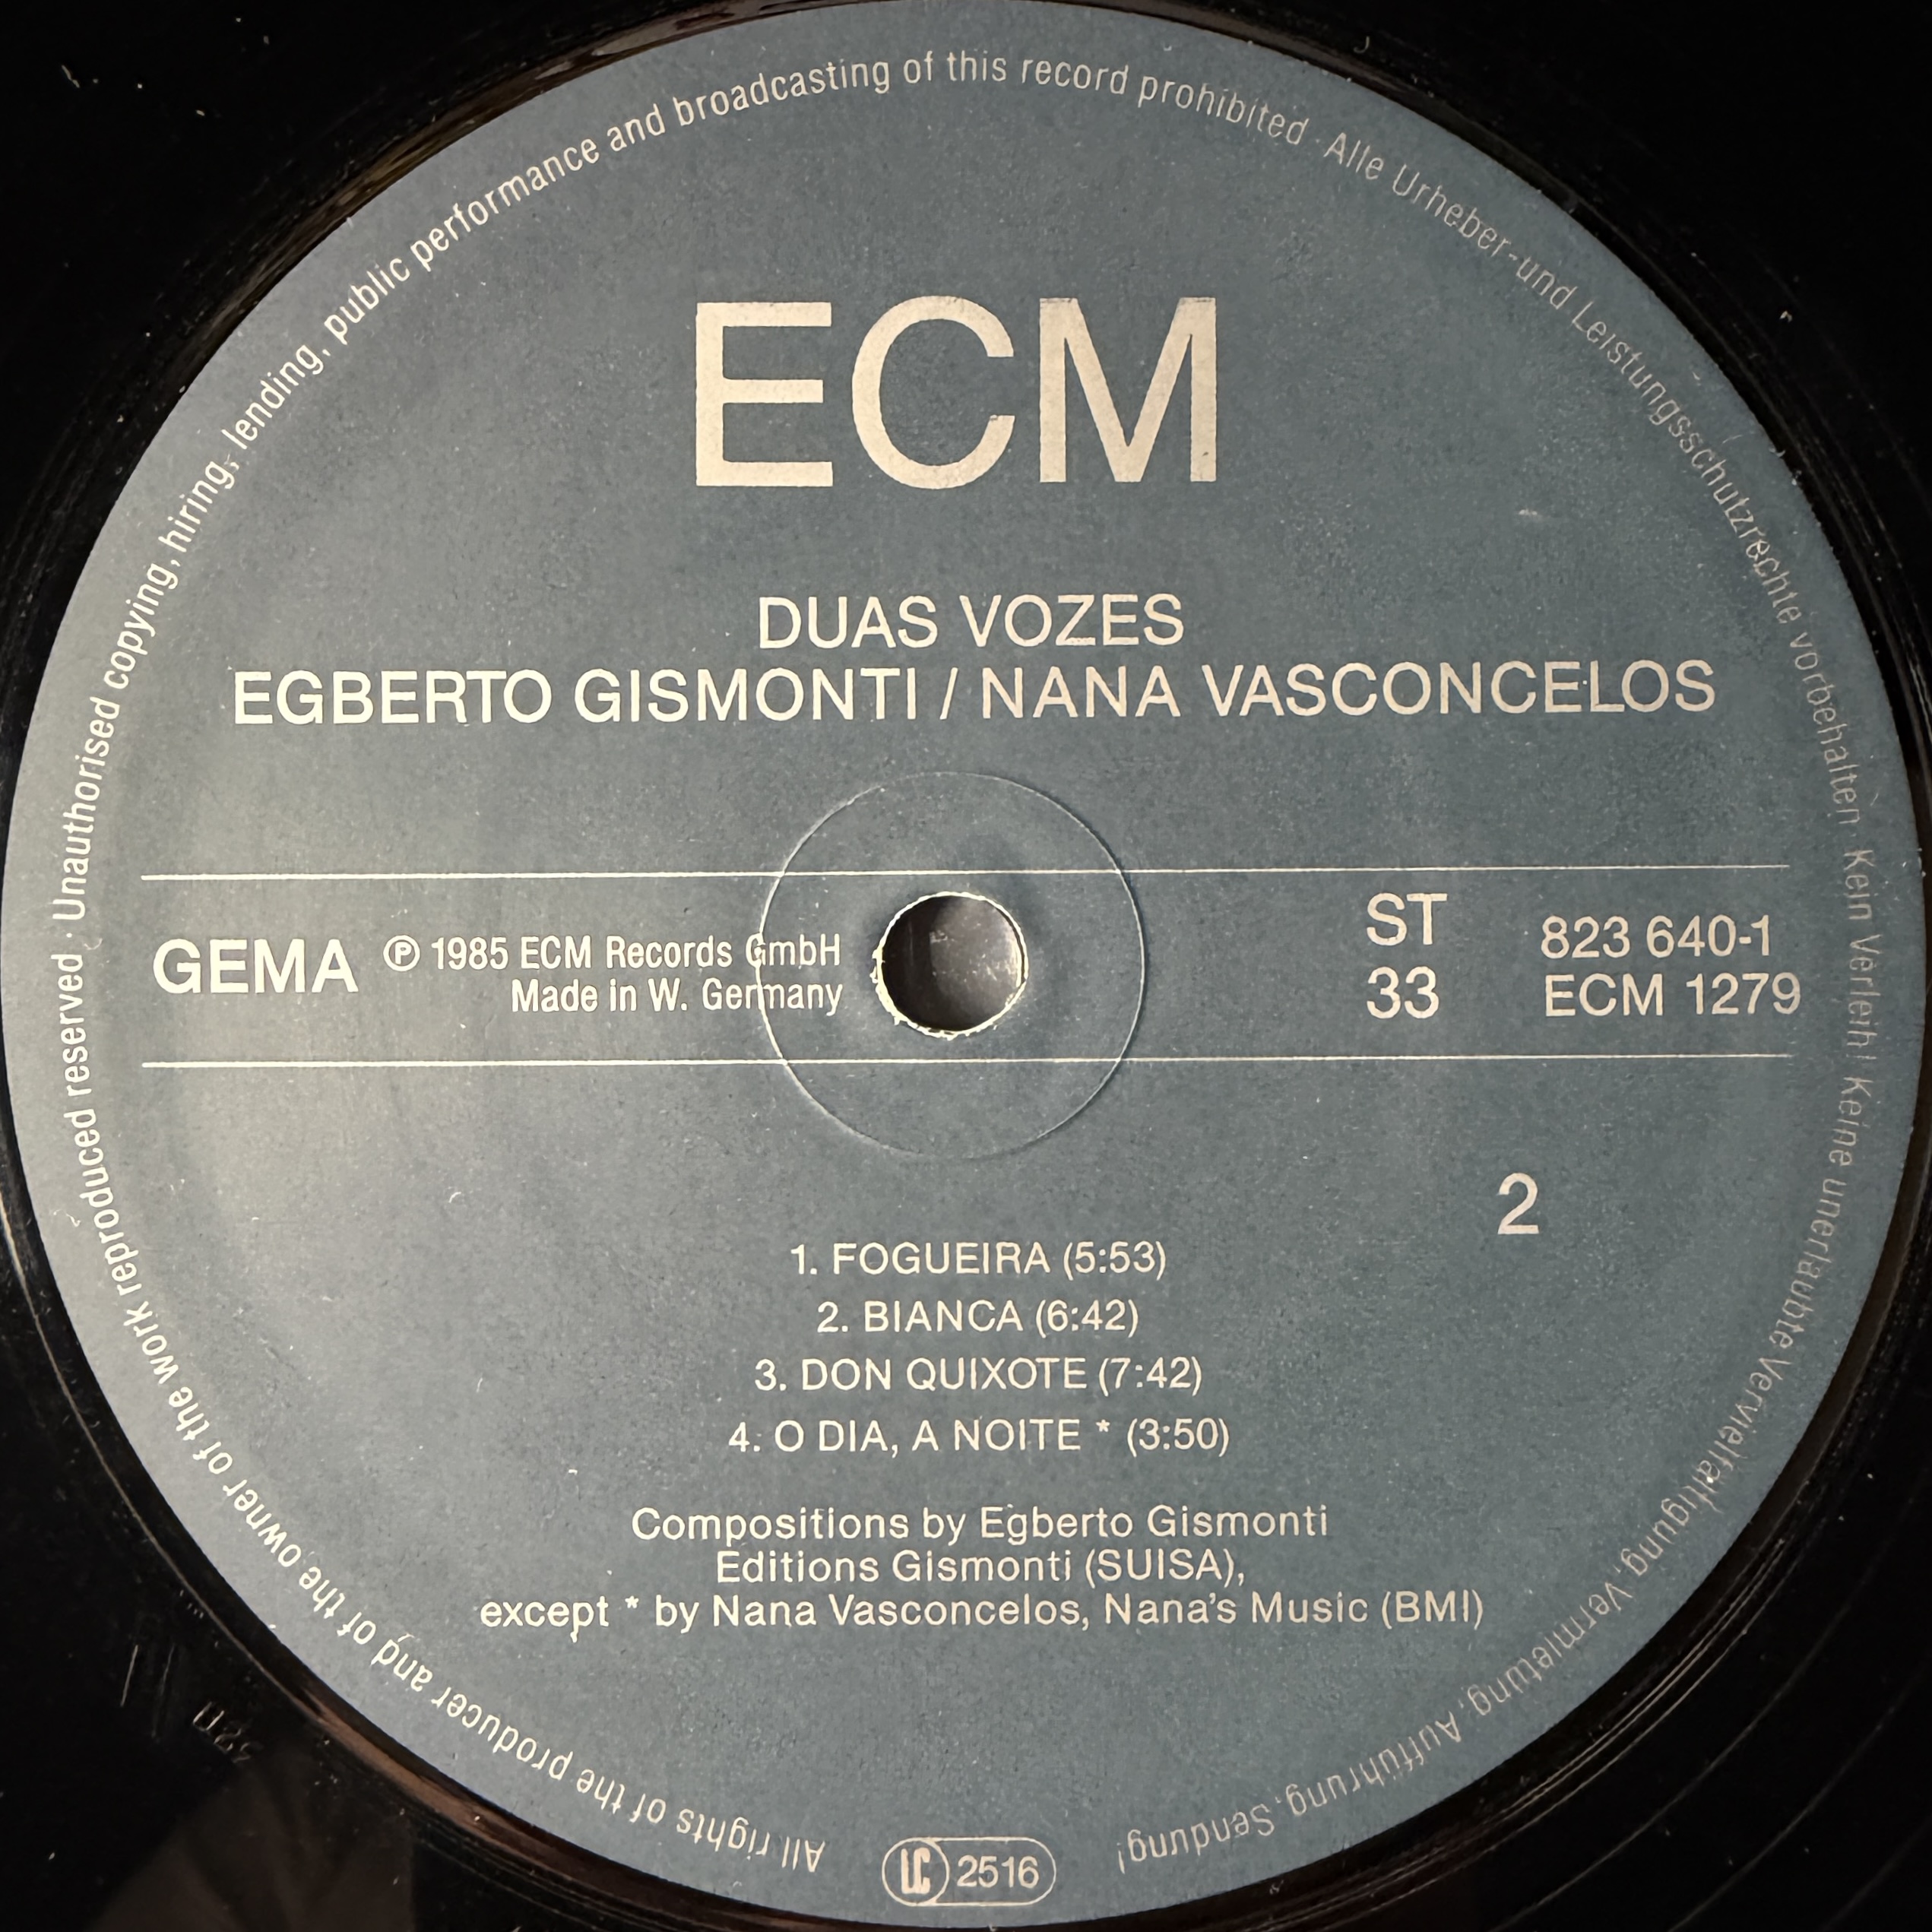 All rights of the producer and of the owner of the work reproduced reserved · Unauthorised copying, hiring, lending, public performance and broadcasting of this record prohibited · Alle Urheber-und Leistungsschutzrechte vorbehalten · Kein Verleih! Keine unerlaubte Vervielfältigung, Vermietung, Aufführung, Sendung!
ECM
DUAS VOZES
EGBERTO GISMONTI / NANA VASCONCELOS
GEMA
℗ 1985 ECM Records GmbH
Made in W. Germany
ST
33
823 640-1
ECM 1279
2
1. FOGUEIRA (5:53)
2. BIANCA (6:42)
3. DON QUIXOTE (7:42)
4. O DIA, A NOITE * (3:50)
Compositions by Egberto Gismonti
Editions Gismonti (SUISA),
except * by Nana Vasconcelos, Nana's Music (BMI)
LC 2516